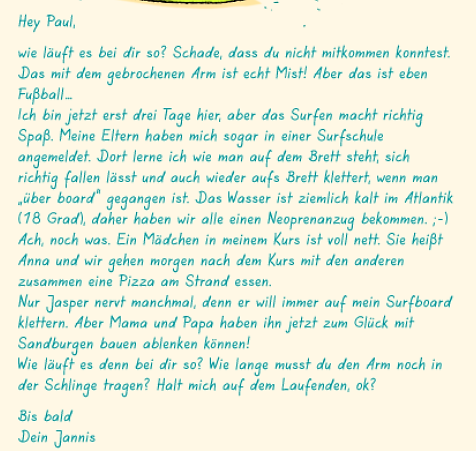 Hey Paul,
wie läuft es bei dir so? Schade, dass du nicht mitkommen konntest.
Das mit dem gebrochenen Arm ist echt Mist! Aber das ist eben
Fußball...
Ich bin jetzt erst drei Tage hier, aber das Surfen macht richtig
Spaß. Meine Eltern haben mich sogar in einer Surfschule
angemeldet. Dort lerne ich wie man auf dem Brett steht, sich
richtig fallen lässt und auch wieder aufs Brett klettert, wenn man
„über board“ gegangen ist. Das Wasser ist ziemlich kalt im Atlantik
(18 Grad), daher haben wir alle einen Neoprenanzug bekommen. ;-)
Ach, noch was. Ein Mädchen in meinem Kurs ist voll nett. Sie heißt
Anna und wir gehen morgen nach dem Kurs mit den anderen
zusammen eine Pizza am Strand essen.
Nur Jasper nervt manchmal, denn er will immer auf mein Surfboard
klettern. Aber Mama und Papa haben ihn jetzt zum Glück mit
Sandburgen bauen ablenken können!
Wie läuft es denn bei dir so? Wie lange musst du den Arm noch in
der Schlinge tragen? Halt mich auf dem Laufenden, ok?
Bis bald
Dein Jannis